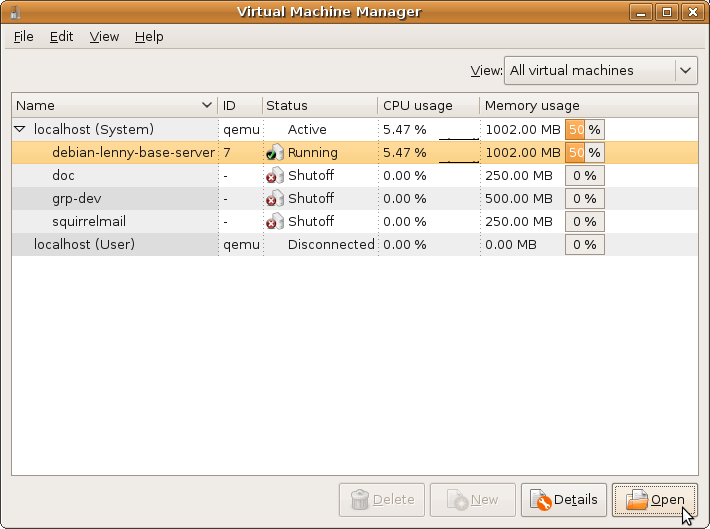 Virtual Machine Manager
File Edit View Help
View: All virtual machines
Name ID Status CPU usage Memory usage
localhost (System) qemu Active 5.47 % 1002.00 MB 50 %
debian-lenny-base-server 7 Running 5.47 % 1002.00 MB 50 %
doc - Shutoff 0.00 % 250.00 MB 0 %
grp-dev - Shutoff 0.00 % 500.00 MB 0 %
squirrelmail - Shutoff 0.00 % 250.00 MB 0 %
localhost (User) qemu Disconnected 0.00 % 0.00 MB 0 %
Delete New Details Open